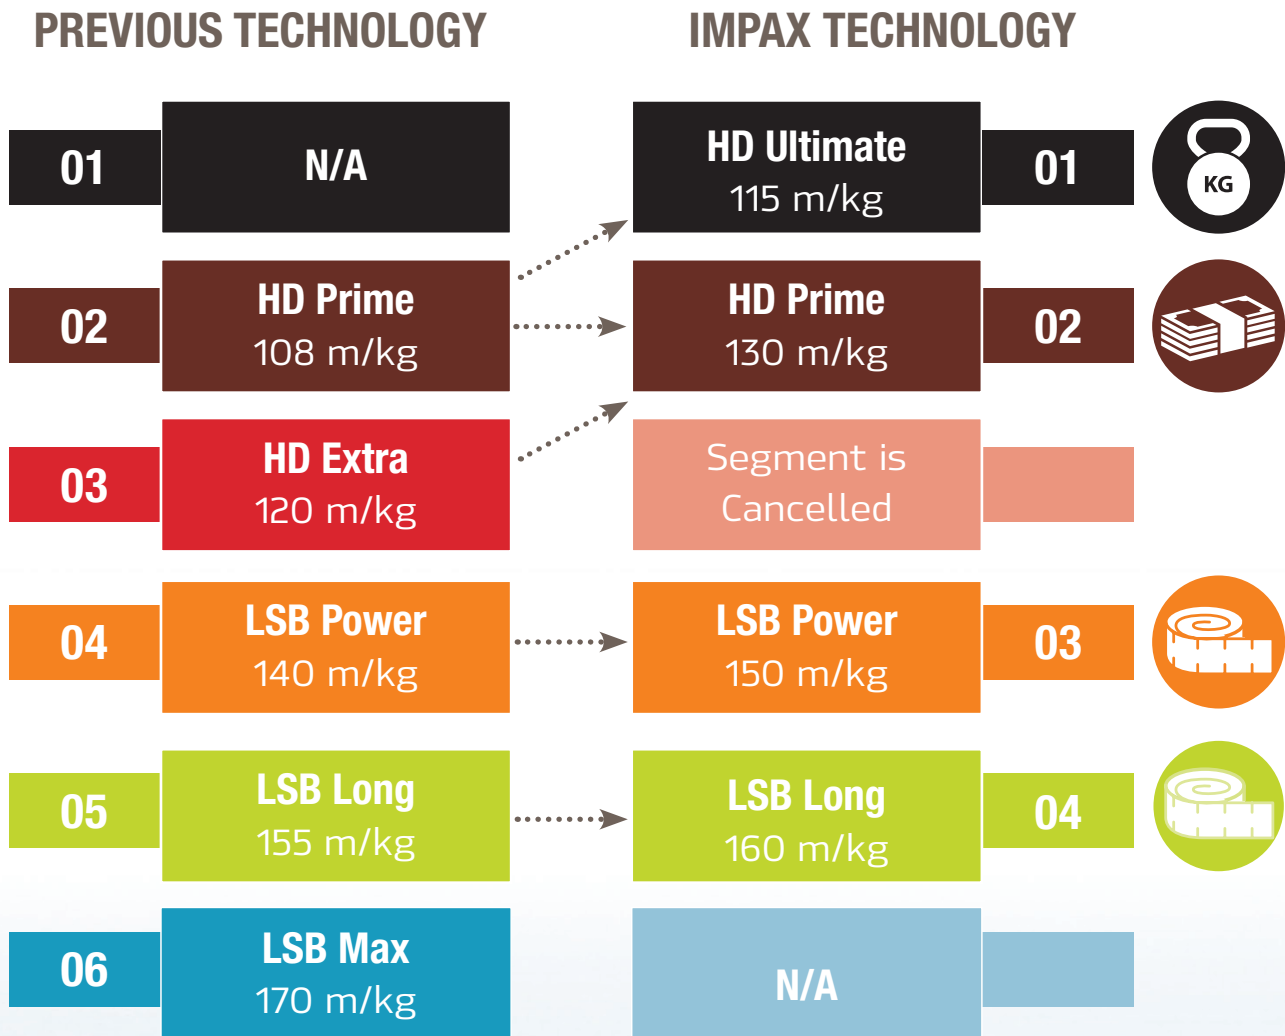 PREVIOUS TECHNOLOGY
IMPAX TECHNOLOGY
01
N/A
HD Ultimate
115 m/kg
01
KG
02
HD Prime
108 m/kg
HD Prime
130 m/kg
02
03
HD Extra
120 m/kg
Segment is
Cancelled
04
LSB Power
140 m/kg
LSB Power
150 m/kg
03
05
LSB Long
155 m/kg
LSB Long
160 m/kg
04
06
LSB Max
170 m/kg
N/A